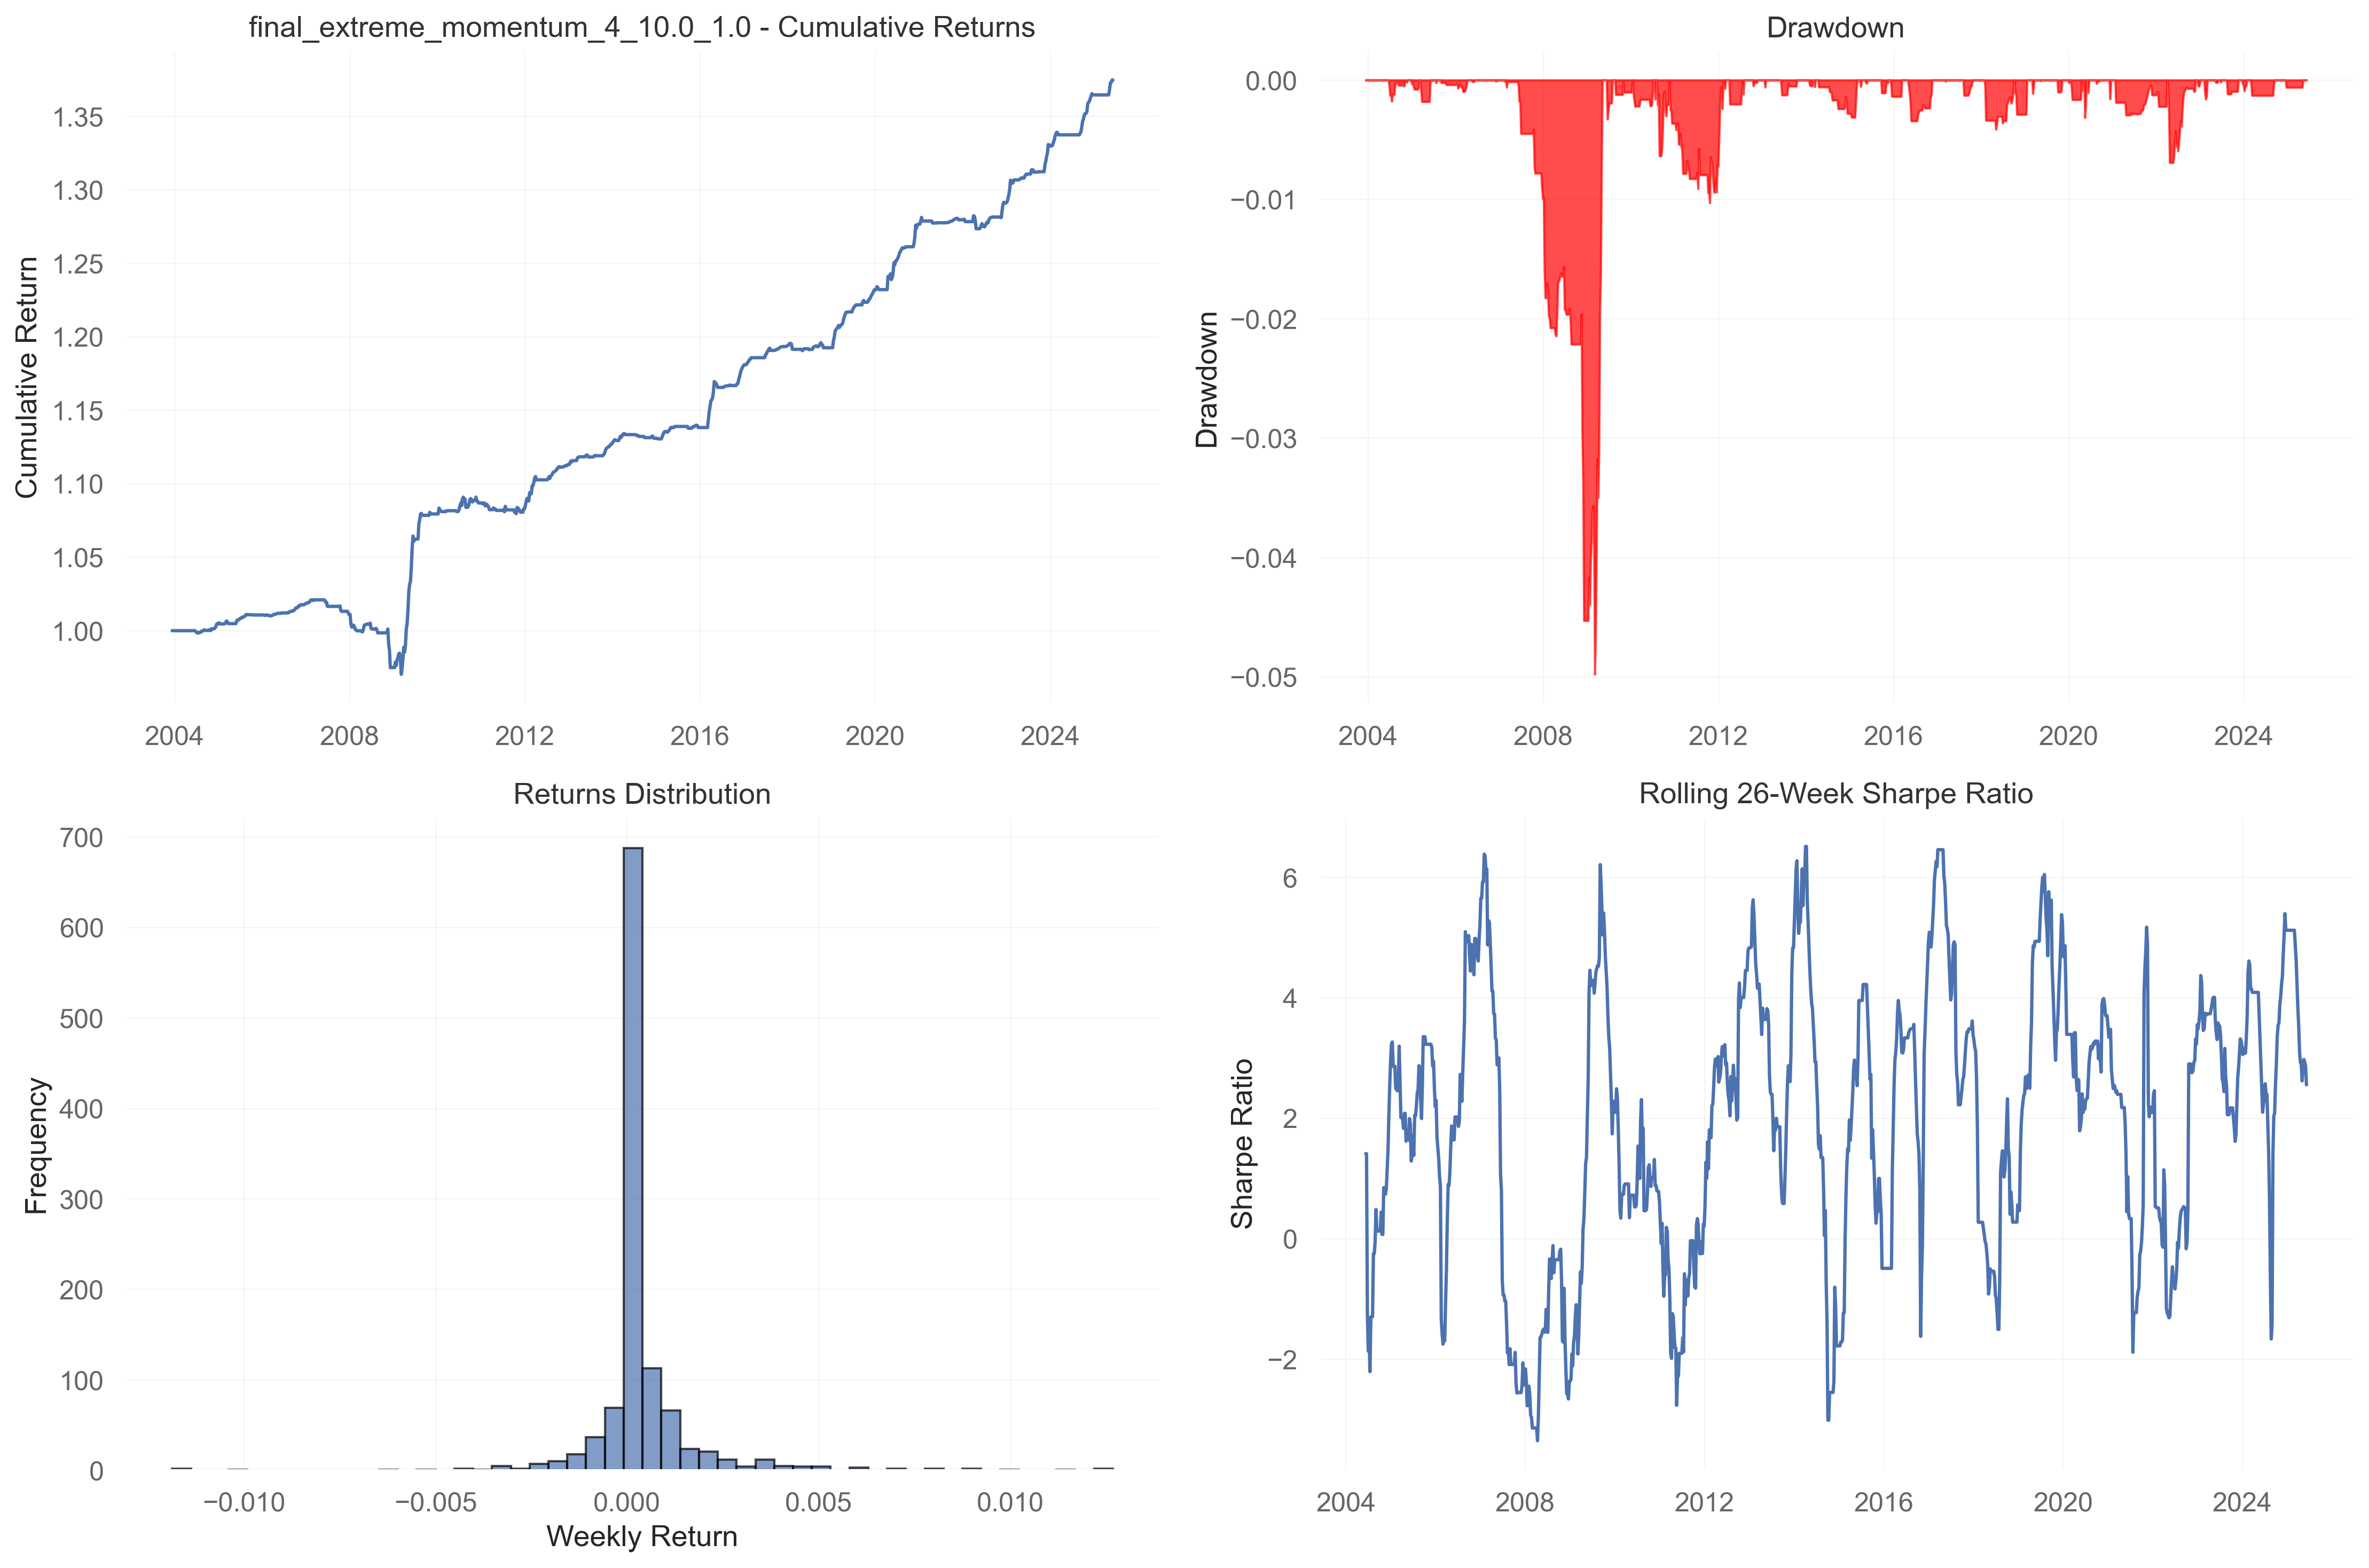 final_extreme_momentum_4_10.0_1.0 - Cumulative Returns
Cumulative Return
1.35
1.30
1.25
1.20
1.15
1.10
1.05
1.00
2004 2008 2012 2016 2020 2024
Drawdown
Drawdown
0.00
−0.01
−0.02
−0.03
−0.04
−0.05
2004 2008 2012 2016 2020 2024
Returns Distribution
Frequency
700
600
500
400
300
200
100
0
−0.010 −0.005 0.000 0.005 0.010
Weekly Return
Rolling 26-Week Sharpe Ratio
Sharpe Ratio
6
4
2
0
−2
2004 2008 2012 2016 2020 2024